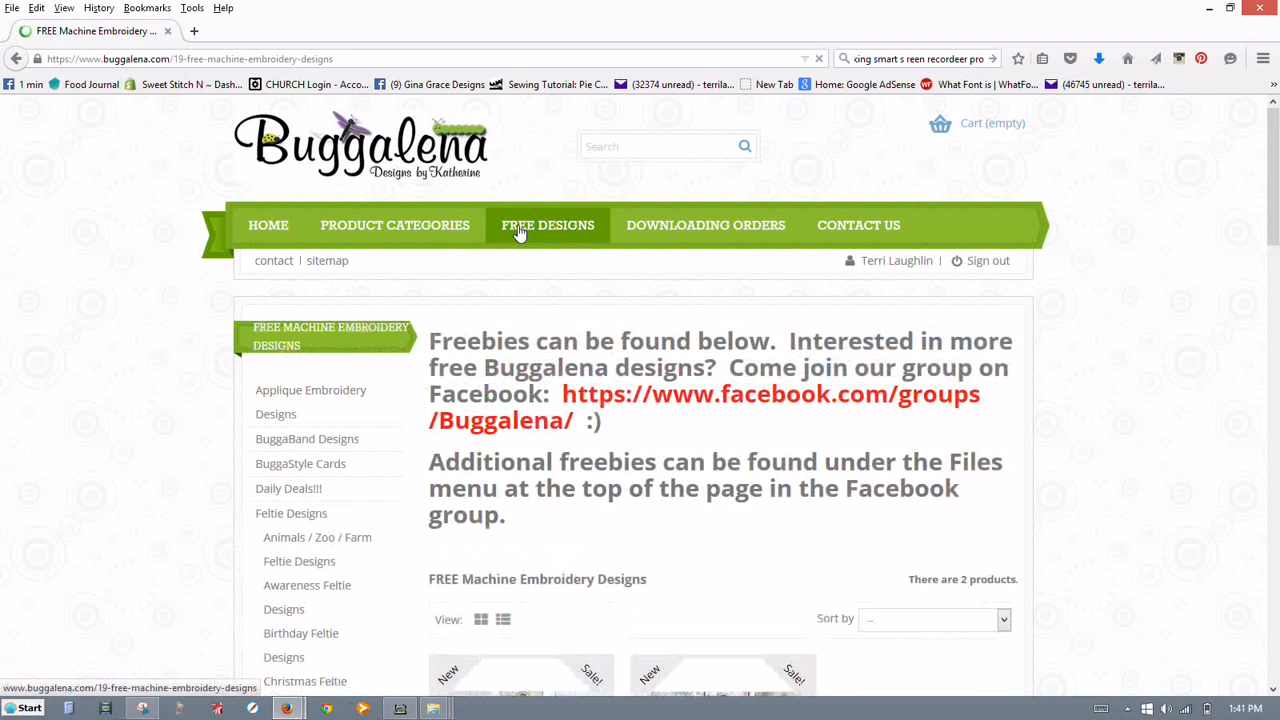 File Edit View History Bookmarks Tools Help
FREE Machine Embroidery ...
https://www.buggalena.com/19-free-machine-embroidery-designs
king smart s reen recordeer pro
1 min Food Journal Sweet Stitch N ~ Dash... CHURCH Login - Acco... (9) Gina Grace Designs Sewing Tutorial: Pie C... (32374 unread) - terrila... New Tab Home: Google AdSense What Font is | WhatFo... (46745 unread) - terrila...
Buggalena
Designs by Katherine
Search
Cart (empty)
HOME PRODUCT CATEGORIES FREE DESIGNS DOWNLOADING ORDERS CONTACT US
contact | sitemap
Terri Laughlin | Sign out
FREE MACHINE EMBROIDERY
DESIGNS
Applique Embroidery
Designs
BuggaBand Designs
BuggaStyle Cards
Daily Deals!!!
Feltie Designs
Animals / Zoo / Farm
Feltie Designs
Awareness Feltie
Designs
Birthday Feltie
Designs
Christmas Feltie
Freebies can be found below. Interested in more
free Buggalena designs? Come join our group on
Facebook: https://www.facebook.com/groups
/Buggalena/ :)
Additional freebies can be found under the Files
menu at the top of the page in the Facebook
group.
FREE Machine Embroidery Designs
There are 2 products.
View:
Sort by --
New Sale! New Sale!
www.buggalena.com/19-free-machine-embroidery-designs
Start
1:41 PM